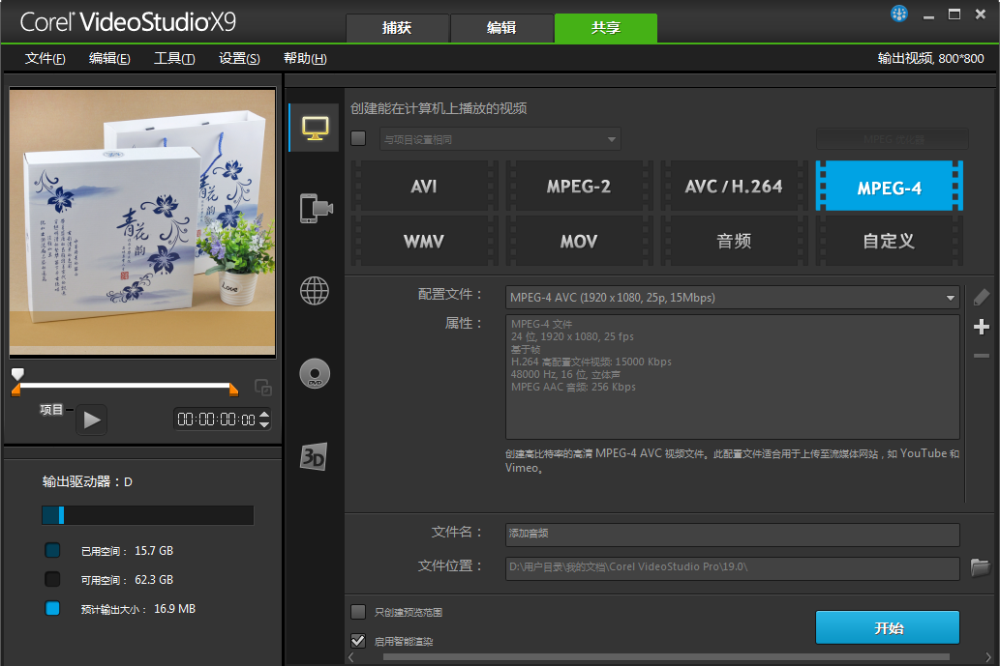 Corel VideoStudio X9
捕获
编辑
共享
文件(F)
编辑(E)
工具(T)
设置(S)
帮助(H)
输出视频, 800*800
青花韵
Love
项目
00:00:00:00
输出驱动器：D
已用空间： 15.7 GB
可用空间： 62.3 GB
预计输出大小： 16.9 MB
DVD
3D
创建能在计算机上播放的视频
与项目设置相同
MPEG 优化器
AVI
MPEG-2
AVC / H.264
MPEG-4
WMV
MOV
音频
自定义
配置文件：
MPEG-4 AVC (1920 x 1080, 25p, 15Mbps)
属性：
MPEG-4 文件
24 位, 1920 x 1080, 25 fps
基于帧
H.264 高配置文件视频: 15000 Kbps
48000 Hz, 16 位, 立体声
MPEG AAC 音频: 256 Kbps
创建高比特率的高清 MPEG-4 AVC 视频文件。此配置文件适合用于上传至流媒体网站，如 YouTube 和
Vimeo。
文件名：
添加音频
文件位置：
D:\用户目录\我的文档\Corel VideoStudio Pro\19.0\
只创建预览范围
启用智能渲染
开始